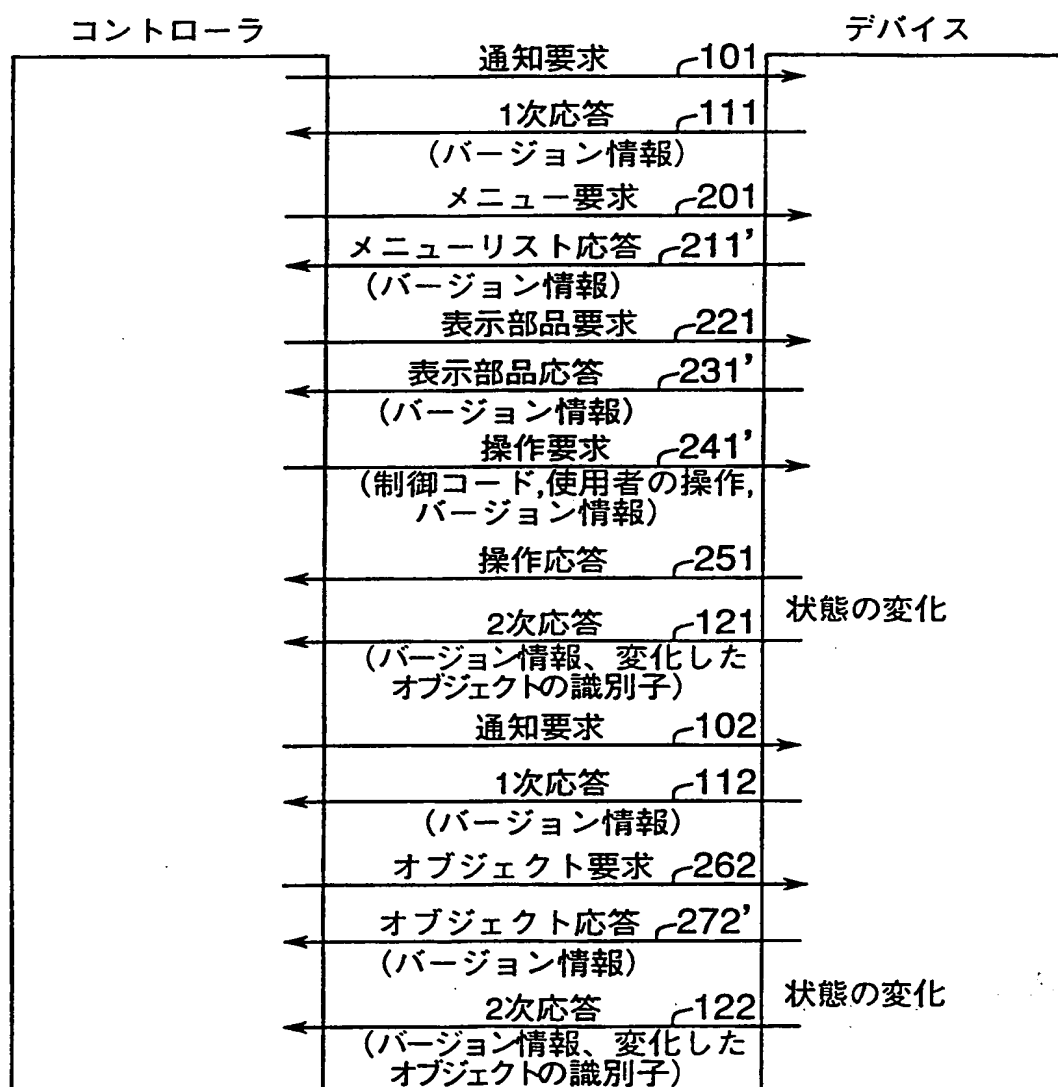 コントローラ
デバイス
通知要求 101
1次応答 111
(バージョン情報)
メニュー要求 201
メニューリスト応答 211’
(バージョン情報)
表示部品要求 221
表示部品応答 231’
(バージョン情報)
操作要求 241’
(制御コード,使用者の操作,
バージョン情報)
操作応答 251
状態の変化
2次応答 121
(バージョン情報、変化した
オブジェクトの識別子)
通知要求 102
1次応答 112
(バージョン情報)
オブジェクト要求 262
オブジェクト応答 272’
(バージョン情報)
状態の変化
2次応答 122
(バージョン情報、変化した
オブジェクトの識別子)